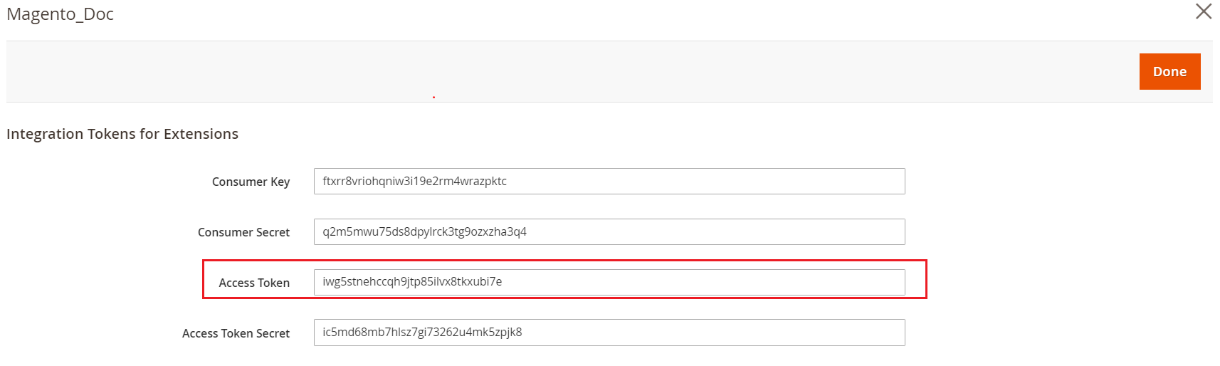 Magento_Doc
Done
Integration Tokens for Extensions
Consumer Key
ftxrr8vriohqniw3i19e2rm4wrazpktc
Consumer Secret
q2m5mwu75ds8dpylrck3tg9ozxzha3q4
Access Token
iwg5stnehccqh9jtp85ilvx8tkxubi7e
Access Token Secret
ic5md68mb7hlsz7gi73262u4mk5zpjk8